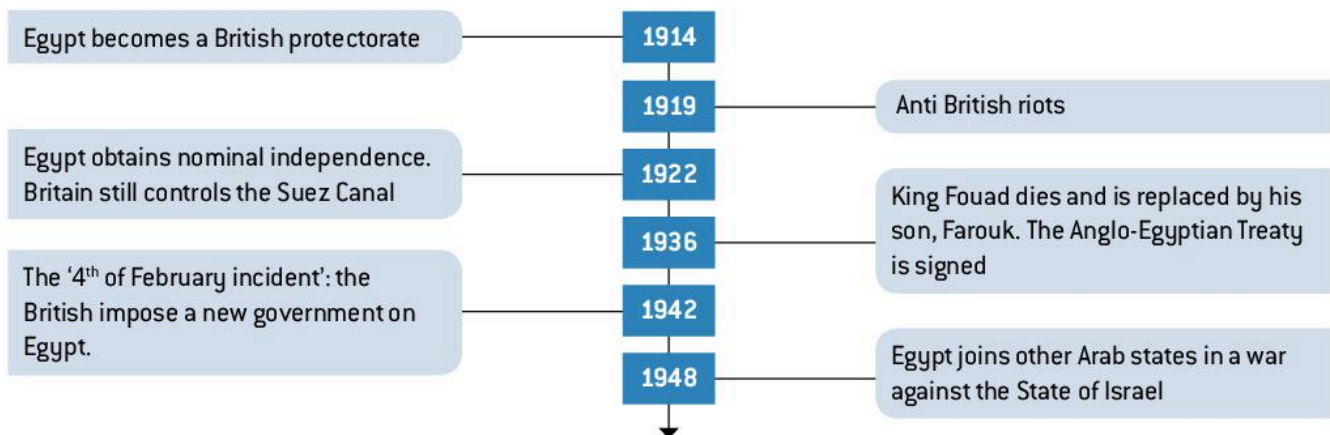 Egypt becomes a British protectorate
1914
1919
Anti British riots
Egypt obtains nominal independence.
Britain still controls the Suez Canal
1922
1936
King Fouad dies and is replaced by his
son, Farouk. The Anglo-Egyptian Treaty
is signed
The ‘4th of February incident’: the
British impose a new government on
Egypt.
1942
1948
Egypt joins other Arab states in a war
against the State of Israel